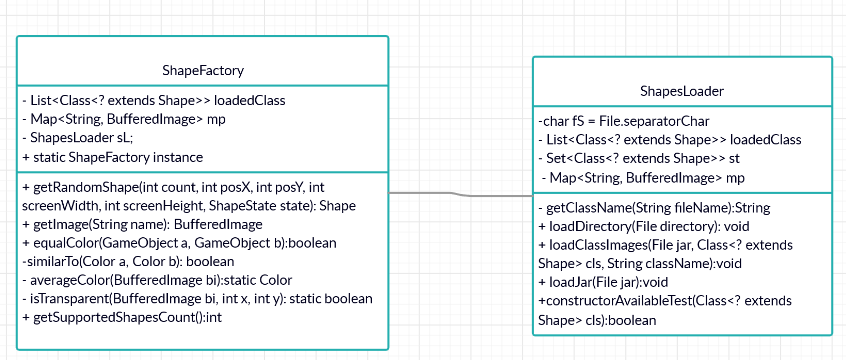 ShapeFactory
- List<Class<? extends Shape>> loadedClass
- Map<String, BufferedImage> mp
- ShapesLoader sL;
+ static ShapeFactory instance
+ getRandomShape(int count, int posX, int posY, int
screenWidth, int screenHeight, ShapeState state): Shape
+ getImage(String name): BufferedImage
+ equalColor(GameObject a, GameObject b):boolean
-similarTo(Color a, Color b): boolean
- averageColor(BufferedImage bi):static Color
- isTransparent(BufferedImage bi, int x, int y): static boolean
+ getSupportedShapesCount():int
ShapesLoader
-char fS = File.separatorChar
- List<Class<? extends Shape>> loadedClass
- Set<Class<? extends Shape>> st
- Map<String, BufferedImage> mp
- getClassName(String fileName):String
+ loadDirectory(File directory): void
+ loadClassImages(File jar, Class<? extends
Shape> cls, String className):void
+ loadJar(File jar):void
+constructorAvailableTest(Class<? extends
Shape> cls):boolean